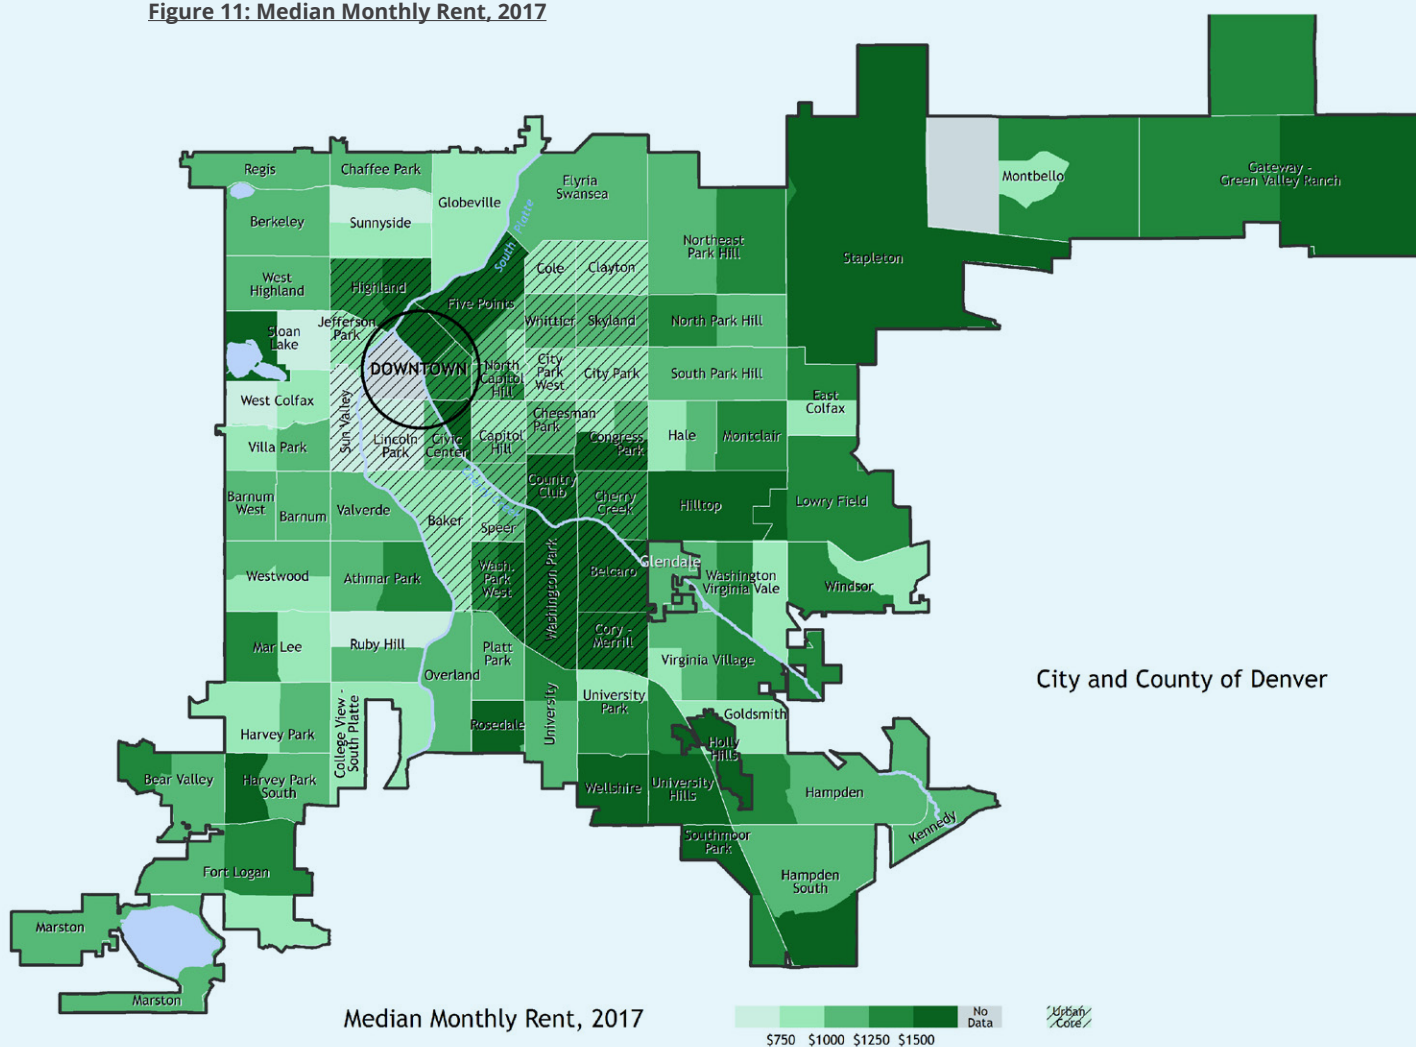 Figure 11: Median Monthly Rent, 2017
Regis
Chaffee Park
Elyria
Swansea
Montbello
Gateway -
Green Valley Ranch
Globeville
Berkeley
Sunnyside
South Platte
Northeast
Park Hill
Stapleton
Cole
Clayton
West
Highland
Highland
Five Points
Jefferson
Park
Whittier
Skyland
North Park Hill
Sloan
Lake
DOWNTOWN
North
Capitol
Hill
City
Park
West
City Park
South Park Hill
West Colfax
East
Colfax
Sun Valley
Villa Park
Lincoln
Park
Civic
Center
Capitol
Hill
Cheesman
Park
Congress
Park
Hale
Montclair
Barnum
West
Barnum
Valverde
Baker
Speer
Country
Club
Cherry
Creek
Hilltop
Lowry Field
Westwood
Athmar Park
Wash.
Park
West
Washington Park
Belcaro
Glendale
Washington
Virginia Vale
Windsor
Mar Lee
Ruby Hill
Overland
Platt
Park
Cory -
Merrill
Virginia Village
City and County of Denver
Harvey Park
College View -
South Platte
Rosedale
University
University
Park
Goldsmith
Holly
Hills
Bear Valley
Harvey Park
South
Wellshire
University
Hills
Hampden
Kennedy
Southmoor
Park
Fort Logan
Hampden
South
Marston
Marston
Median Monthly Rent, 2017
No
Data
Urban
Core
$750 $1000 $1250 $1500